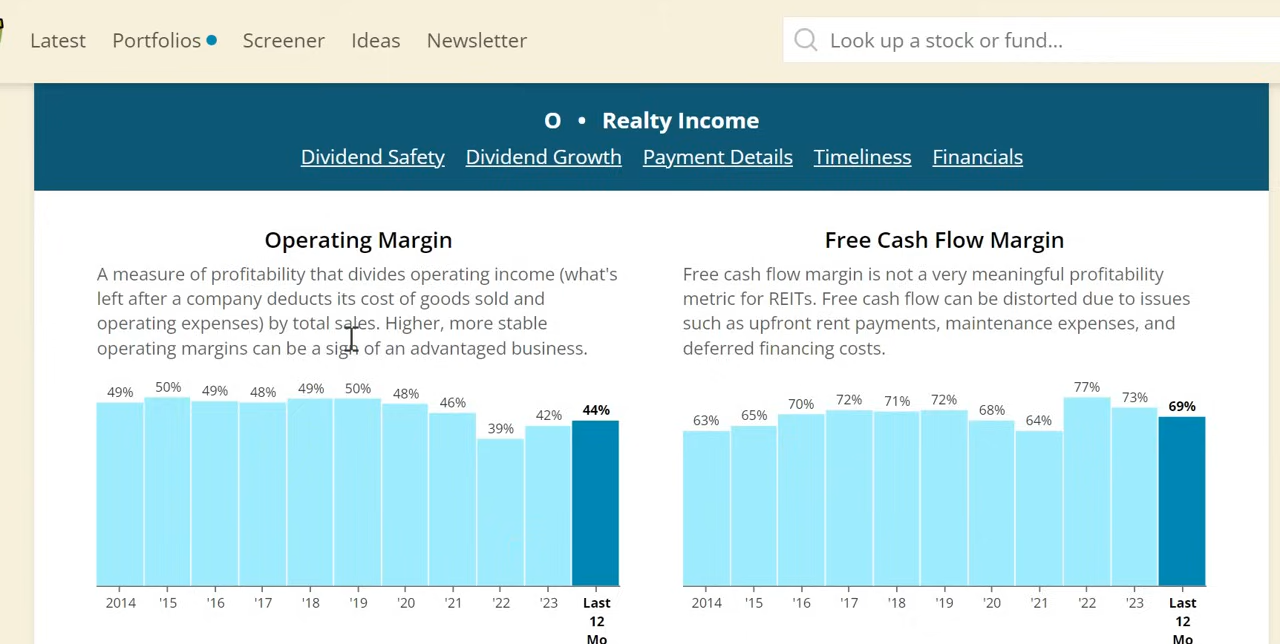 Latest Portfolios Screener Ideas Newsletter Look up a stock or fund...
O • Realty Income
Dividend Safety Dividend Growth Payment Details Timeliness Financials
Operating Margin
A measure of profitability that divides operating income (what's
left after a company deducts its cost of goods sold and
operating expenses) by total sales. Higher, more stable
operating margins can be a sign of an advantaged business.
49% 50% 49% 48% 49% 50% 48% 46% 39% 42% 44%
2014 '15 '16 '17 '18 '19 '20 '21 '22 '23 Last
12
Mo
Free Cash Flow Margin
Free cash flow margin is not a very meaningful profitability
metric for REITs. Free cash flow can be distorted due to issues
such as upfront rent payments, maintenance expenses, and
deferred financing costs.
63% 65% 70% 72% 71% 72% 68% 64% 77% 73% 69%
2014 '15 '16 '17 '18 '19 '20 '21 '22 '23 Last
12
Mo